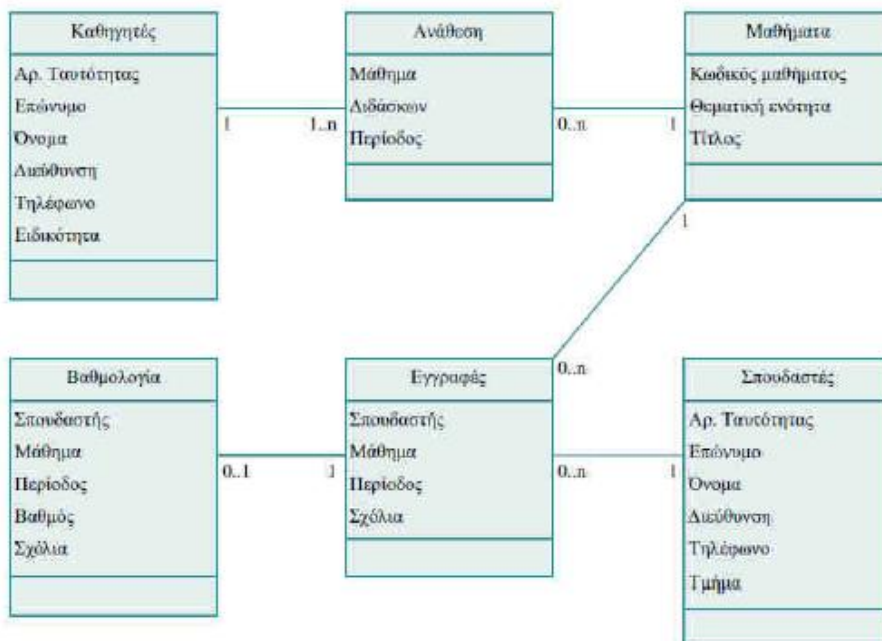 Καθηγητές
Αρ. Ταυτότητας
Επώνυμο
Όνομα
Διεύθυνση
Τηλέφωνο
Ειδικότητα
1
1..n
Ανάθεση
Μάθημα
Διδάσκων
Περίοδος
0..n
1
Μαθήματα
Κωδικός μαθήματος
Θεματική ενότητα
Τίτλος
1
0..n
Βαθμολογία
Σπουδαστής
Μάθημα
Περίοδος
Βαθμός
Σχόλια
0..1
1
Εγγραφές
Σπουδαστής
Μάθημα
Περίοδος
Σχόλια
0..n
1
Σπουδαστές
Αρ. Ταυτότητας
Επώνυμο
Όνομα
Διεύθυνση
Τηλέφωνο
Τμήμα